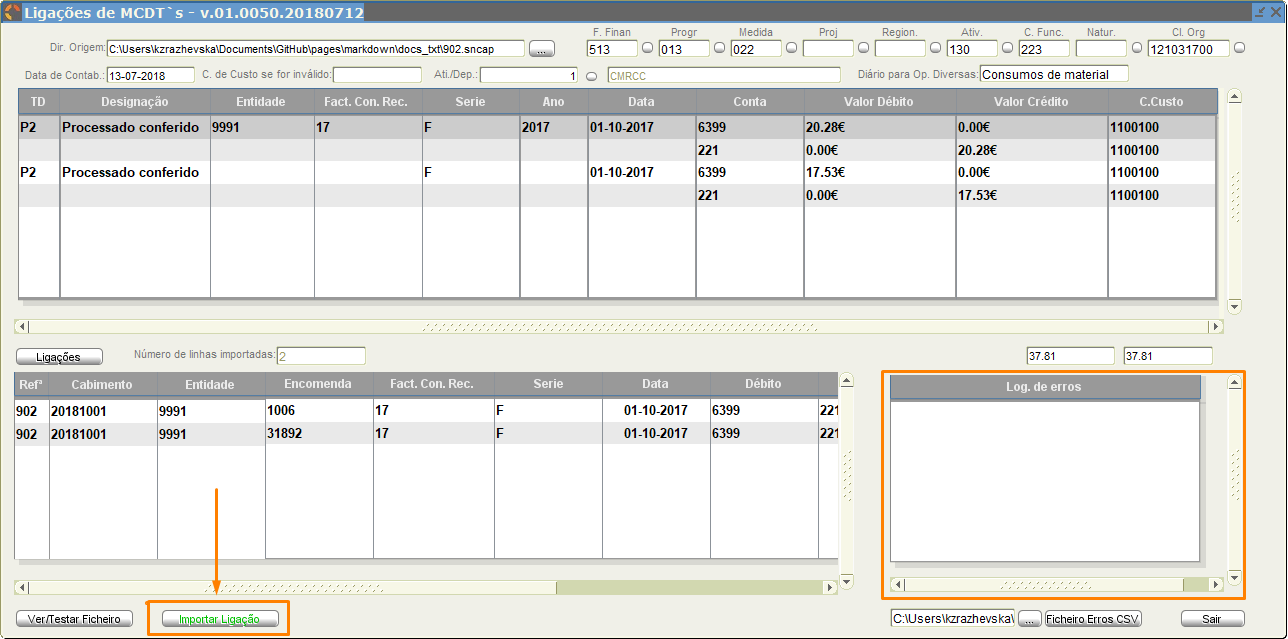 Ligações de MCDT`s - v.01.0050.20180712
F. Finan Progr Medida Proj Region. Ativ. C. Func. Natur. Cl. Org
Dir. Origem: C:\Users\kzrazhevska\Documents\GitHub\pages\markdown\docs_txt\902.sncap ... 513 013 022 130 223 121031700
Data de Contab.: 13-07-2018 C. de Custo se for inválido: Ati./Dep.: 1 CMRCC Diário para Op. Diversas: Consumos de material
TD Designação Entidade Fact. Con. Rec. Serie Ano Data Conta Valor Débito Valor Crédito C.Custo
P2 Processado conferido 9991 17 F 2017 01-10-2017 6399 20.28€ 0.00€ 1100100
221 0.00€ 20.28€ 1100100
P2 Processado conferido F 01-10-2017 6399 17.53€ 0.00€ 1100100
221 0.00€ 17.53€ 1100100
Ligações Número de linhas importadas: 2 37.81 37.81
Refª Cabimento Entidade Encomenda Fact. Con. Rec. Serie Data Débito
902 20181001 9991 1006 17 F 01-10-2017 6399 221
902 20181001 9991 31892 17 F 01-10-2017 6399 221
Log. de erros
Ver/Testar Ficheiro Importar Ligação C:\Users\kzrazhevska\ ... Ficheiro Erros CSV Sair